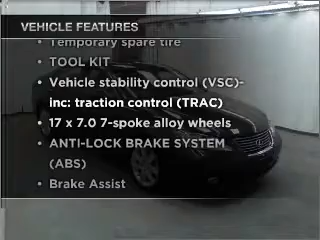 VEHICLE FEATURES
• Temporary spare tire
• TOOL KIT
• Vehicle stability control (VSC)-
inc: traction control (TRAC)
• 17 x 7.0 7-spoke alloy wheels
• ANTI-LOCK BRAKE SYSTEM
(ABS)
• Brake Assist